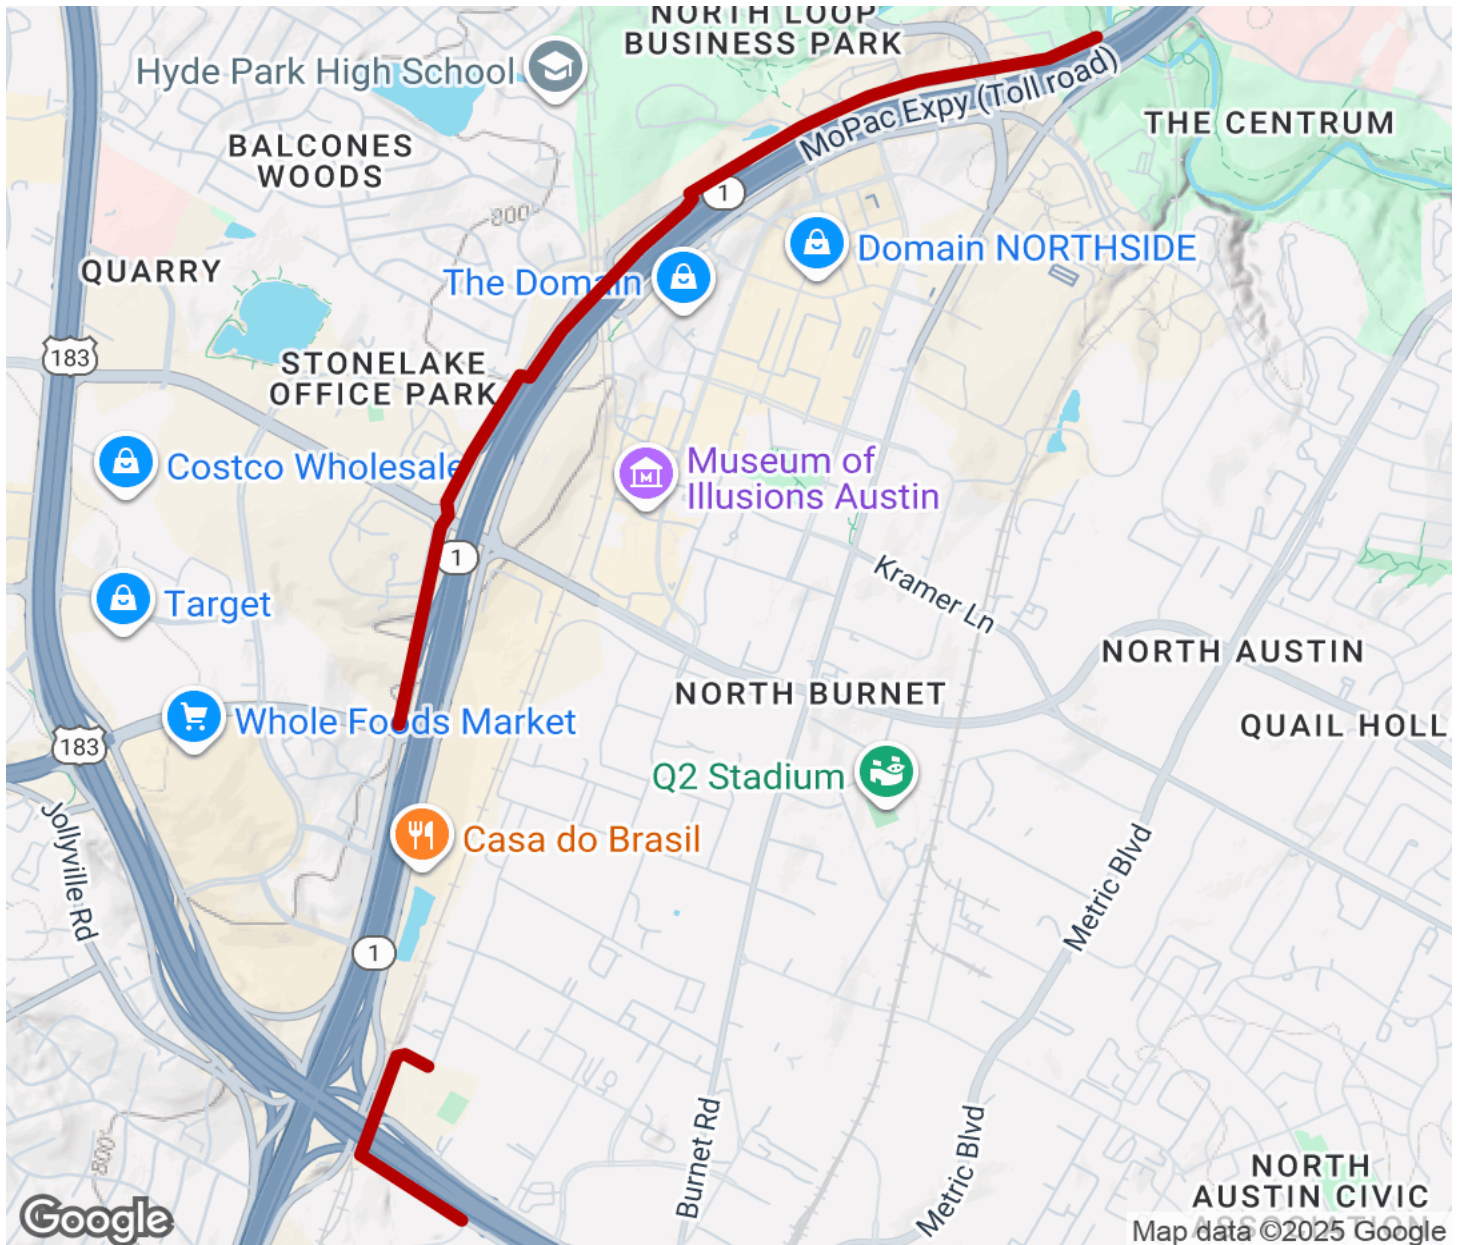 NORTH LOOP
BUSINESS PARK
Hyde Park High School
MoPac Expy (Toll road)
THE CENTRUM
BALCONES
WOODS
1
800
Domain NORTHSIDE
QUARRY
The Domain
183
STONELAKE
OFFICE PARK
Costco Wholesale
Museum of
Illusions Austin
1
Kramer Ln
Target
NORTH AUSTIN
NORTH BURNET
Whole Foods Market
QUAIL HOLL
183
Q2 Stadium
Jollyville Rd
Casa do Brasil
Metric Blvd
1
Burnet Rd
Metric Blvd
800
NORTH
AUSTIN CIVIC
ASSOCIATION
Google
Map data ©2025 Google